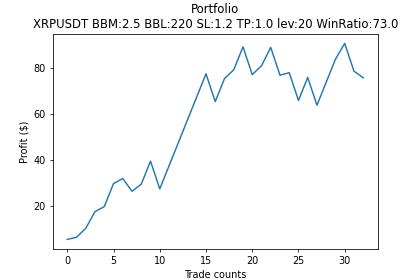 Portfolio
XRPUSDT BBM:2.5 BBL:220 SL:1.2 TP:1.0 lev:20 WinRatio:73.0
80
60
40
20
Profit ($)
0 5 10 15 20 25 30
Trade counts